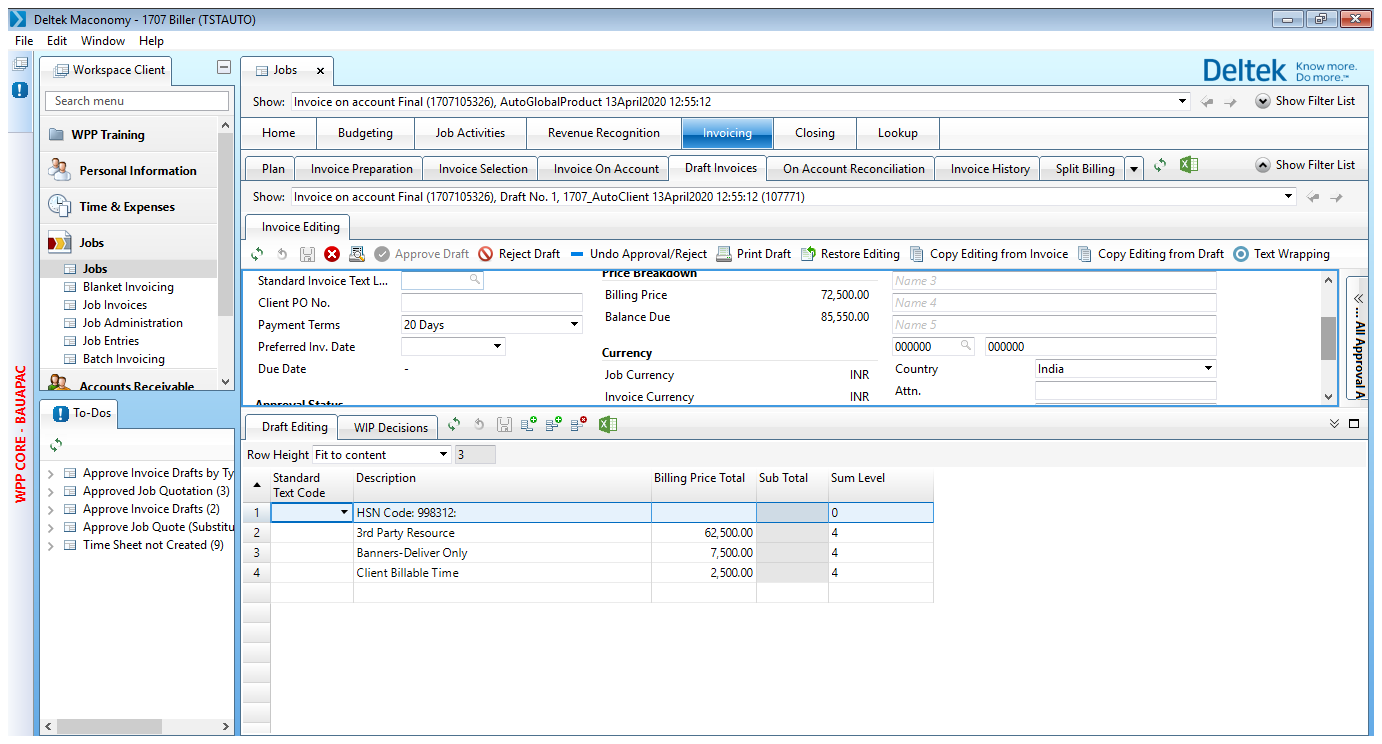 Deltek Maconomy - 1707 Biller (TSTAUTO)
File Edit Window Help
Workspace Client
Search menu
WPP Training
Personal Information
Time & Expenses
Jobs
Jobs
Blanket Invoicing
Job Invoices
Job Administration
Job Entries
Batch Invoicing
Accounts Receivable
To-Dos
Approve Invoice Drafts by Ty
Approved Job Quotation (3)
Approve Invoice Drafts (2)
Approve Job Quote (Substitu
Time Sheet not Created (9)
WPP CORE - BAUAPAC
Jobs x
Deltek Know more.
Do more.™
Show: Invoice on account Final (1707105326), AutoGlobalProduct 13April2020 12:55:12 Show Filter List
Home Budgeting Job Activities Revenue Recognition Invoicing Closing Lookup
Plan Invoice Preparation Invoice Selection Invoice On Account Draft Invoices On Account Reconciliation Invoice History Split Billing Show Filter List
Show: Invoice on account Final (1707105326), Draft No. 1, 1707_AutoClient 13April2020 12:55:12 (107771)
Invoice Editing
Approve Draft Reject Draft Undo Approval/Reject Print Draft Restore Editing Copy Editing from Invoice Copy Editing from Draft Text Wrapping
Standard Invoice Text L...
Client PO No.
Payment Terms 20 Days
Preferred Inv. Date
Due Date -
Approval Status
Price Breakdown
Billing Price 72,500.00
Balance Due 85,550.00
Currency
Job Currency INR
Invoice Currency INR
Name 3
Name 4
Name 5
000000 000000
Country India
Attn.
... All Approval A
Draft Editing WIP Decisions
Row Height Fit to content 3
Standard Text Code Description Billing Price Total Sub Total Sum Level
1 HSN Code: 998312: 0
2 3rd Party Resource 62,500.00 4
3 Banners-Deliver Only 7,500.00 4
4 Client Billable Time 2,500.00 4